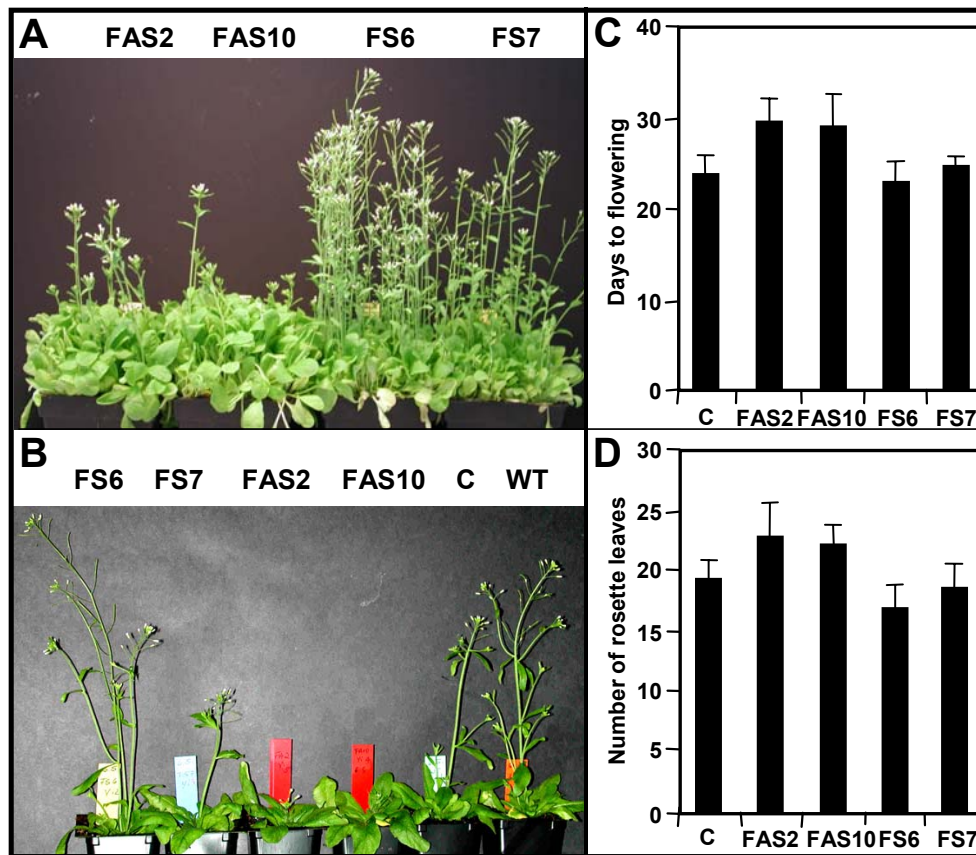 A FAS2 FAS10 FS6 FS7
B FS6 FS7 FAS2 FAS10 C WT
C
Days to flowering
40
30
20
10
0
C FAS2 FAS10 FS6 FS7
D
Number of rosette leaves
30
25
20
15
10
5
0
C FAS2 FAS10 FS6 FS7